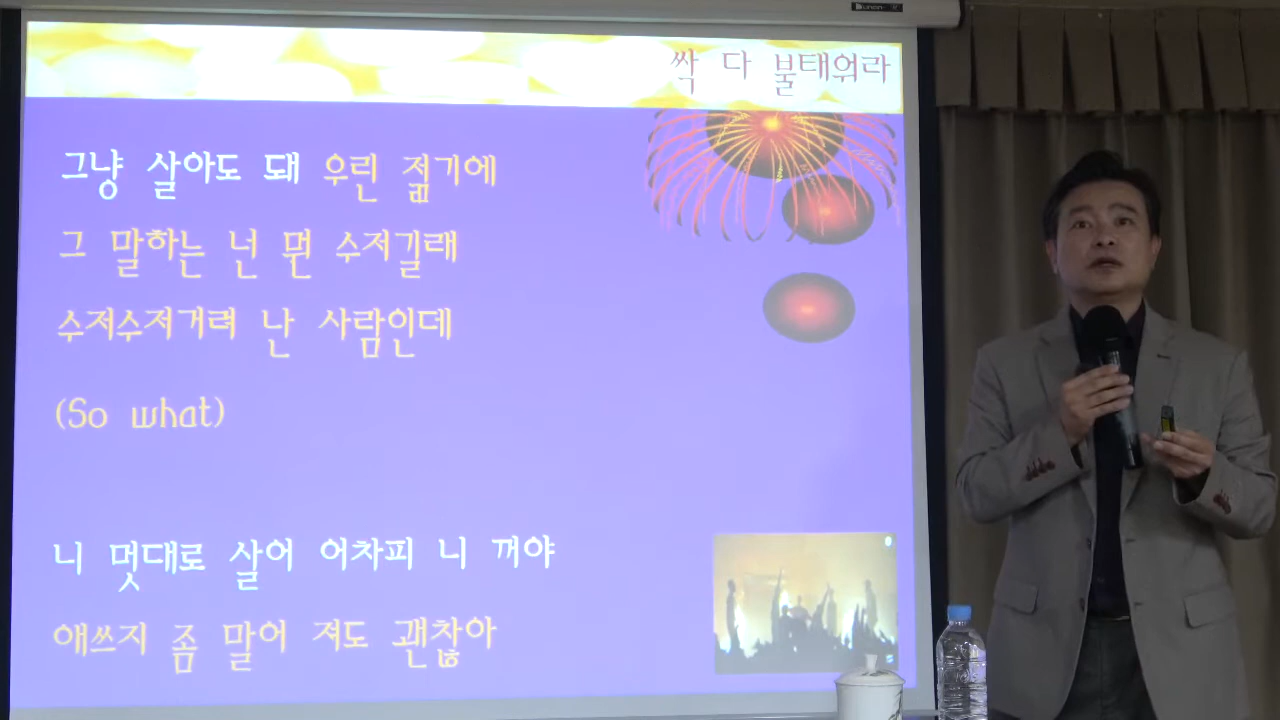 싹 다 불태워라
그냥 살아도 돼 우린 젊기에
그 말하는 넌 뭔 수저길래
수저수저거려 난 사람인데
(So what)
니 멋대로 살어 어차피 니 꺼야
애쓰지 좀 말어 져도 괜찮아